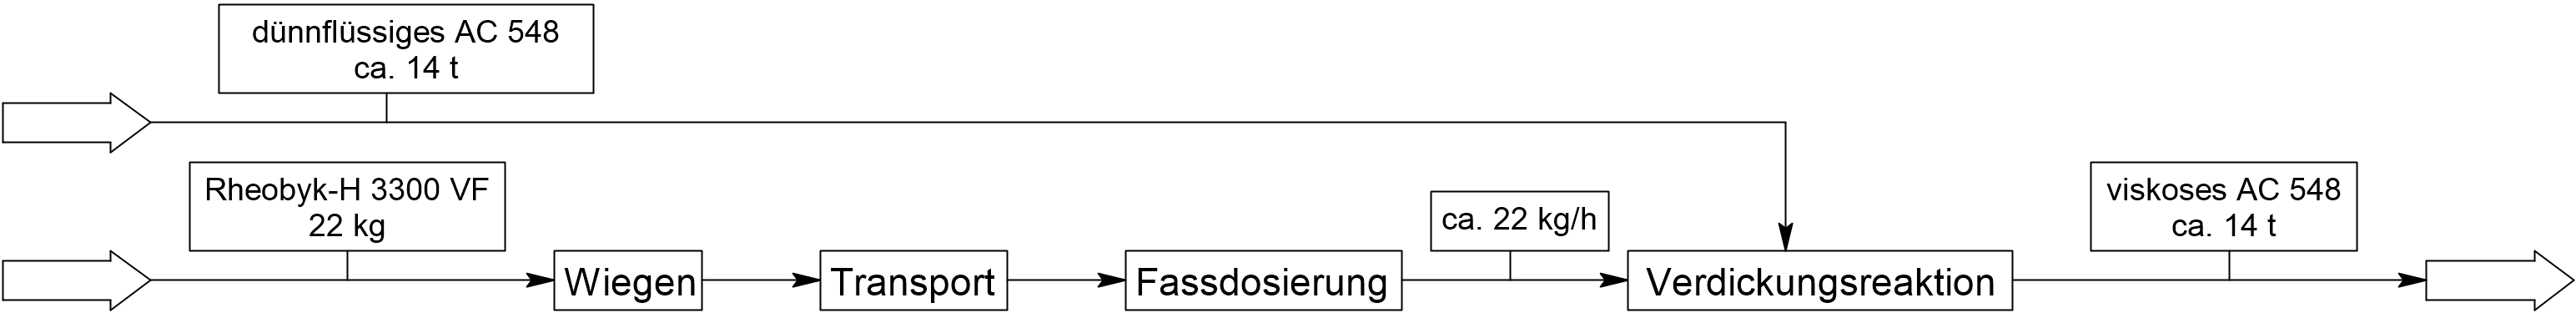 dünnflüssiges AC 548
ca. 14 t
Rheobyk-H 3300 VF
22 kg
Wiegen
Transport
Fassdosierung
ca. 22 kg/h
Verdickungsreaktion
viskoses AC 548
ca. 14 t